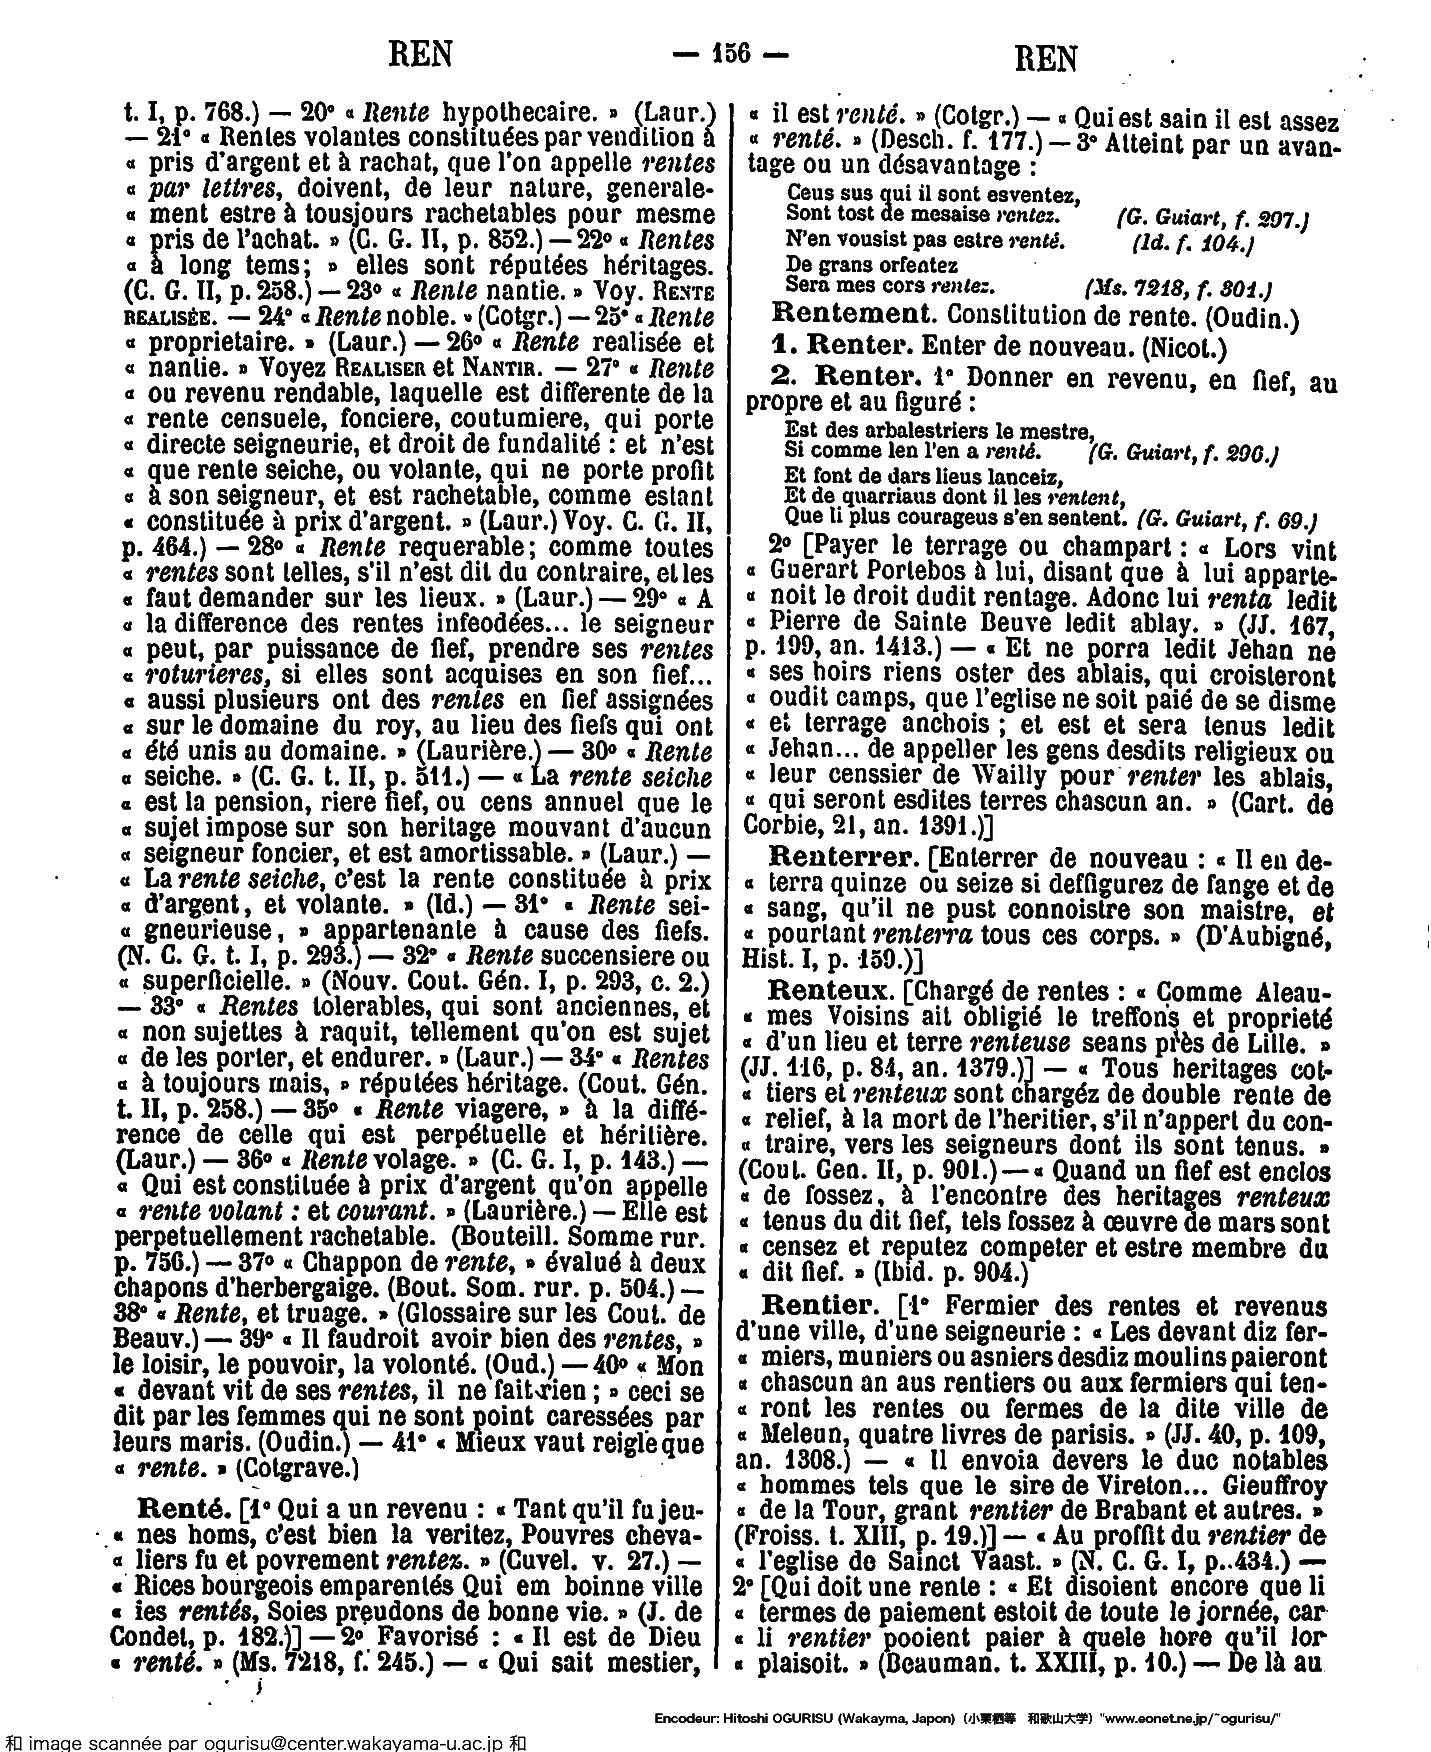 REN — 156 — REN
t. I, p. 768.) — 20° « Rente hypothecaire. » (Laur.)
— 21° « Rentes volantes constituées par vendition à
« pris d'argent et à rachat, que l'on appelle rentes
« par lettres, doivent, de leur nature, generale-
« ment estre à tousjours rachetables pour mesme
« pris de l'achat. » (C. G. II, p. 852.) — 22° « Rentes
« à long tems; » elles sont réputées héritages.
(C. G. II, p. 258.) — 23° « Rente nantie. » Voy. RENTE
REALISÉE. — 24° « Rente noble. » (Cotgr.) — 25° « Rente
« proprietaire. » (Laur.) — 26° « Rente realisée et
« nantie. » Voyez REALISER et NANTIR. — 27° « Rente
« ou revenu rendable, laquelle est differente de la
« rente censuele, fonciere, coutumiere, qui porte
« directe seigneurie, et droit de fundalité : et n'est
« que rente seiche, ou volante, qui ne porte profit
« à son seigneur, et est rachetable, comme estant
« constituée à prix d'argent. » (Laur.) Voy. C. G. II,
p. 464.) — 28° « Rente requerable; comme toutes
« rentes sont telles, s'il n'est dit du contraire, et les
« faut demander sur les lieux. » (Laur.) — 29° « A
« la difference des rentes infeodées... le seigneur
« peut, par puissance de fief, prendre ses rentes
« roturieres, si elles sont acquises en son fief...
« aussi plusieurs ont des rentes en fief assignées
« sur le domaine du roy, au lieu des fiefs qui ont
« été unis au domaine. » (Laurière.) — 30° « Rente
« seiche. » (C. G. t. II, p. 511.) — « La rente seiche
« est la pension, riere fief, ou cens annuel que le
« sujet impose sur son heritage mouvant d'aucun
« seigneur foncier, et est amortissable. » (Laur.) —
« La rente seiche, c'est la rente constituée à prix
« d'argent, et volante. » (Id.) — 31° « Rente sei-
« gneurieuse, » appartenante à cause des fiefs.
(N. C. G. t. I, p. 293.) — 32° « Rente successiere ou
« superficielle. » (Nouv. Cout. Gén. I, p. 293, c. 2.)
— 33° « Rentes tolerables, qui sont anciennes, et
« non sujettes à raquit, tellement qu'on est sujet
« de les porter, et endurer. » (Laur.) — 34° « Rentes
« à toujours mais, » réputées héritage. (Cout. Gén.
t. II, p. 258.) — 35° « Rente viagere, » à la diffé-
rence de celle qui est perpétuelle et héritière.
(Laur.) — 36° « Rente volage. » (C. G. I, p. 143.) —
« Qui est constituée à prix d'argent qu'on appelle
« rente volant : et courant. » (Laurière.) — Elle est
perpetuellement rachetable. (Bouteill. Somme rur.
p. 756.) — 37° « Chappon de rente, » évalué à deux
chapons d'herbergaige. (Bout. Som. rur. p. 504.) —
38° « Rente, et truage. » (Glossaire sur les Cout. de
Beauv.) — 39° « Il faudroit avoir bien des rentes, »
le loisir, le pouvoir, la volonté. (Oud.) — 40° « Mon
« devant vit de ses rentes, il ne fait rien ; » ceci se
dit par les femmes qui ne sont point caressées par
leurs maris. (Oudin.) — 41° « Mieux vaut reigle que
« rente. » (Cotgrave.)
Renté. [1° Qui a un revenu : « Tant qu'il fu jeu-
« nes homs, c'est bien la veritez, Pouvres cheva-
« liers fu et povrement rentez. » (Cuvel. v. 27.) —
« Rices bourgeois emparentés Qui em boinne ville
« ies rentés, Soies preudons de bonne vie. » (J. de
Condet, p. 182.)] — 2° Favorisé : « Il est de Dieu
« renté. » (Ms. 7218, f. 245.) — « Qui sait mestier,
« il est renté. » (Cotgr.) — « Qui est sain il est assez
« renté. » (Desch. f. 177.) — 3° Atteint par un avan-
tage ou un désavantage :
Ceus sus qui il sont esventez,
Sont tost de mesaise rentez. (G. Guiart, f. 297.)
N'en vousist pas estre renté. (Id. f. 104.)
De grans orfentez
Sera mes cors rentez. (Ms. 7218, f. 301.)
Rentement. Constitution de rente. (Oudin.)
1. Renter. Enter de nouveau. (Nicot.)
2. Renter. 1° Donner en revenu, en fief, au
propre et au figuré :
Est des arbalestriers le mestre,
Si comme len l'en a renté. (G. Guiart, f. 296.)
Et font de dars lieus lanceiz,
Et de quarriaus dont il les rentent,
Que li plus courageus s'en sentent. (G. Guiart, f. 69.)
2° [Payer le terrage ou champart : « Lors vint
« Guerart Portebos à lui, disant que à lui apparte-
« noit le droit dudit rentage. Adonc lui renta ledit
« Pierre de Sainte Beuve ledit ablay. » (JJ. 167,
p. 199, an. 1413.) — « Et ne porra ledit Jehan ne
« ses hoirs riens oster des ablais, qui croisteront
« oudit camps, que l'eglise ne soit paié de se disme
« et terrage anchois ; et est et sera tenus ledit
« Jehan... de appeller les gens desdits religieux ou
« leur censsier de Wailly pour renter les ablais,
« qui seront esdites terres chascun an. » (Cart. de
Corbie, 21, an. 1391.)]
Renterrer. [Enterrer de nouveau : « Il en de-
« terra quinze ou seize si deffigurez de fange et de
« sang, qu'il ne pust connoistre son maistre, et
« pourtant renterra tous ces corps. » (D'Aubigné,
Hist. I, p. 159.)]
Renteux. [Chargé de rentes : « Comme Aleau-
« mes Voisins ait obligié le treffons et proprieté
« d'un lieu et terre renteuse seans près de Lille. »
(JJ. 116, p. 84, an. 1379.)] — « Tous heritages cot-
« tiers et renteux sont chargéz de double rente de
« relief, à la mort de l'heritier, s'il n'appert du con-
« traire, vers les seigneurs dont ils sont tenus. »
(Cout. Gen. II, p. 901.) — « Quand un fief est enclos
« de fossez, à l'encontre des heritages renteux
« tenus du dit fief, tels fossez à œuvre de mars sont
« censez et reputez competer et estre membre du
« dit fief. » (Ibid. p. 904.)
Rentier. [1° Fermier des rentes et revenus
d'une ville, d'une seigneurie : « Les devant diz fer-
« miers, muniers ou asniers desdiz moulins paieront
« chascun an aus rentiers ou aux fermiers qui ten-
« ront les rentes ou fermes de la dite ville de
« Meleun, quatre livres de parisis. » (JJ. 40, p. 109,
an. 1308.) — « Il envoia devers le duc notables
« hommes tels que le sire de Vireton... Gieuffroy
« de la Tour, grant rentier de Brabant et autres. »
(Froiss. t. XIII, p. 19.)] — « Au proffit du rentier de
« l'eglise de Sainct Vaast. » (N. C. G. I, p. 434.) —
2° [Qui doit une rente : « Et disoient encore que li
« termes de paiement estoit de toute le jornée, car
« li rentier pooient paier à quele hore qu'il lor
« plaisoit. » (Beauman. t. XXIII, p. 10.) — De là au
Encodeur: Hitoshi OGURISU (Wakayma, Japon) (小栗栖等 和歌山大学) "www.eonet.ne.jp/~ogurisu/"
和 image scannée par ogurisu@center.wakayama-u.ac.jp 和